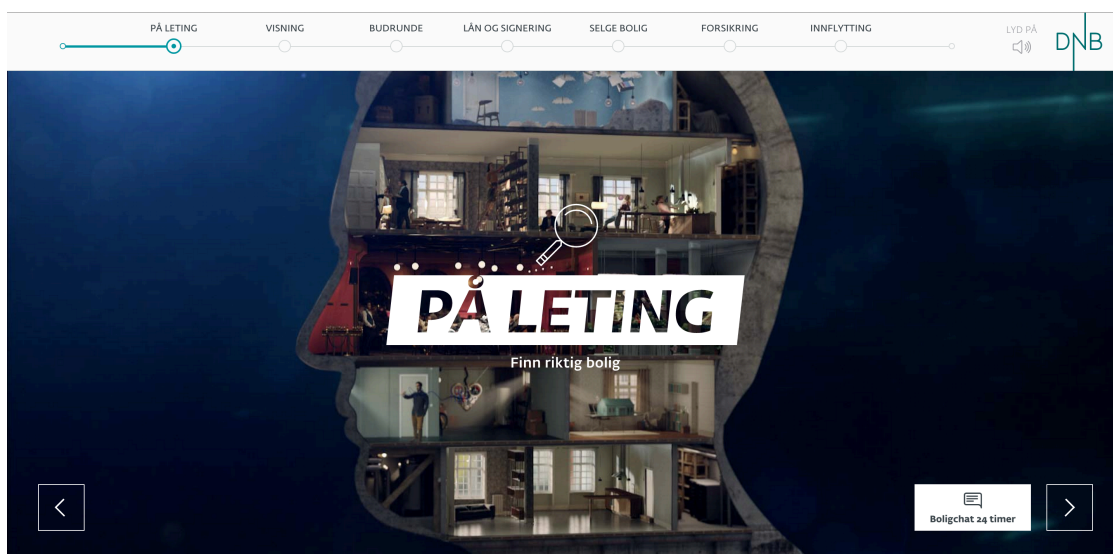 PÅ LETING
VISNING
BUDRUNDE
LÅN OG SIGNERING
SELGE BOLIG
FORSIKRING
INNFLYTTING
LYD PÅ
DNB
PÅ LETING
Finn riktig bolig
Boligchat 24 timer